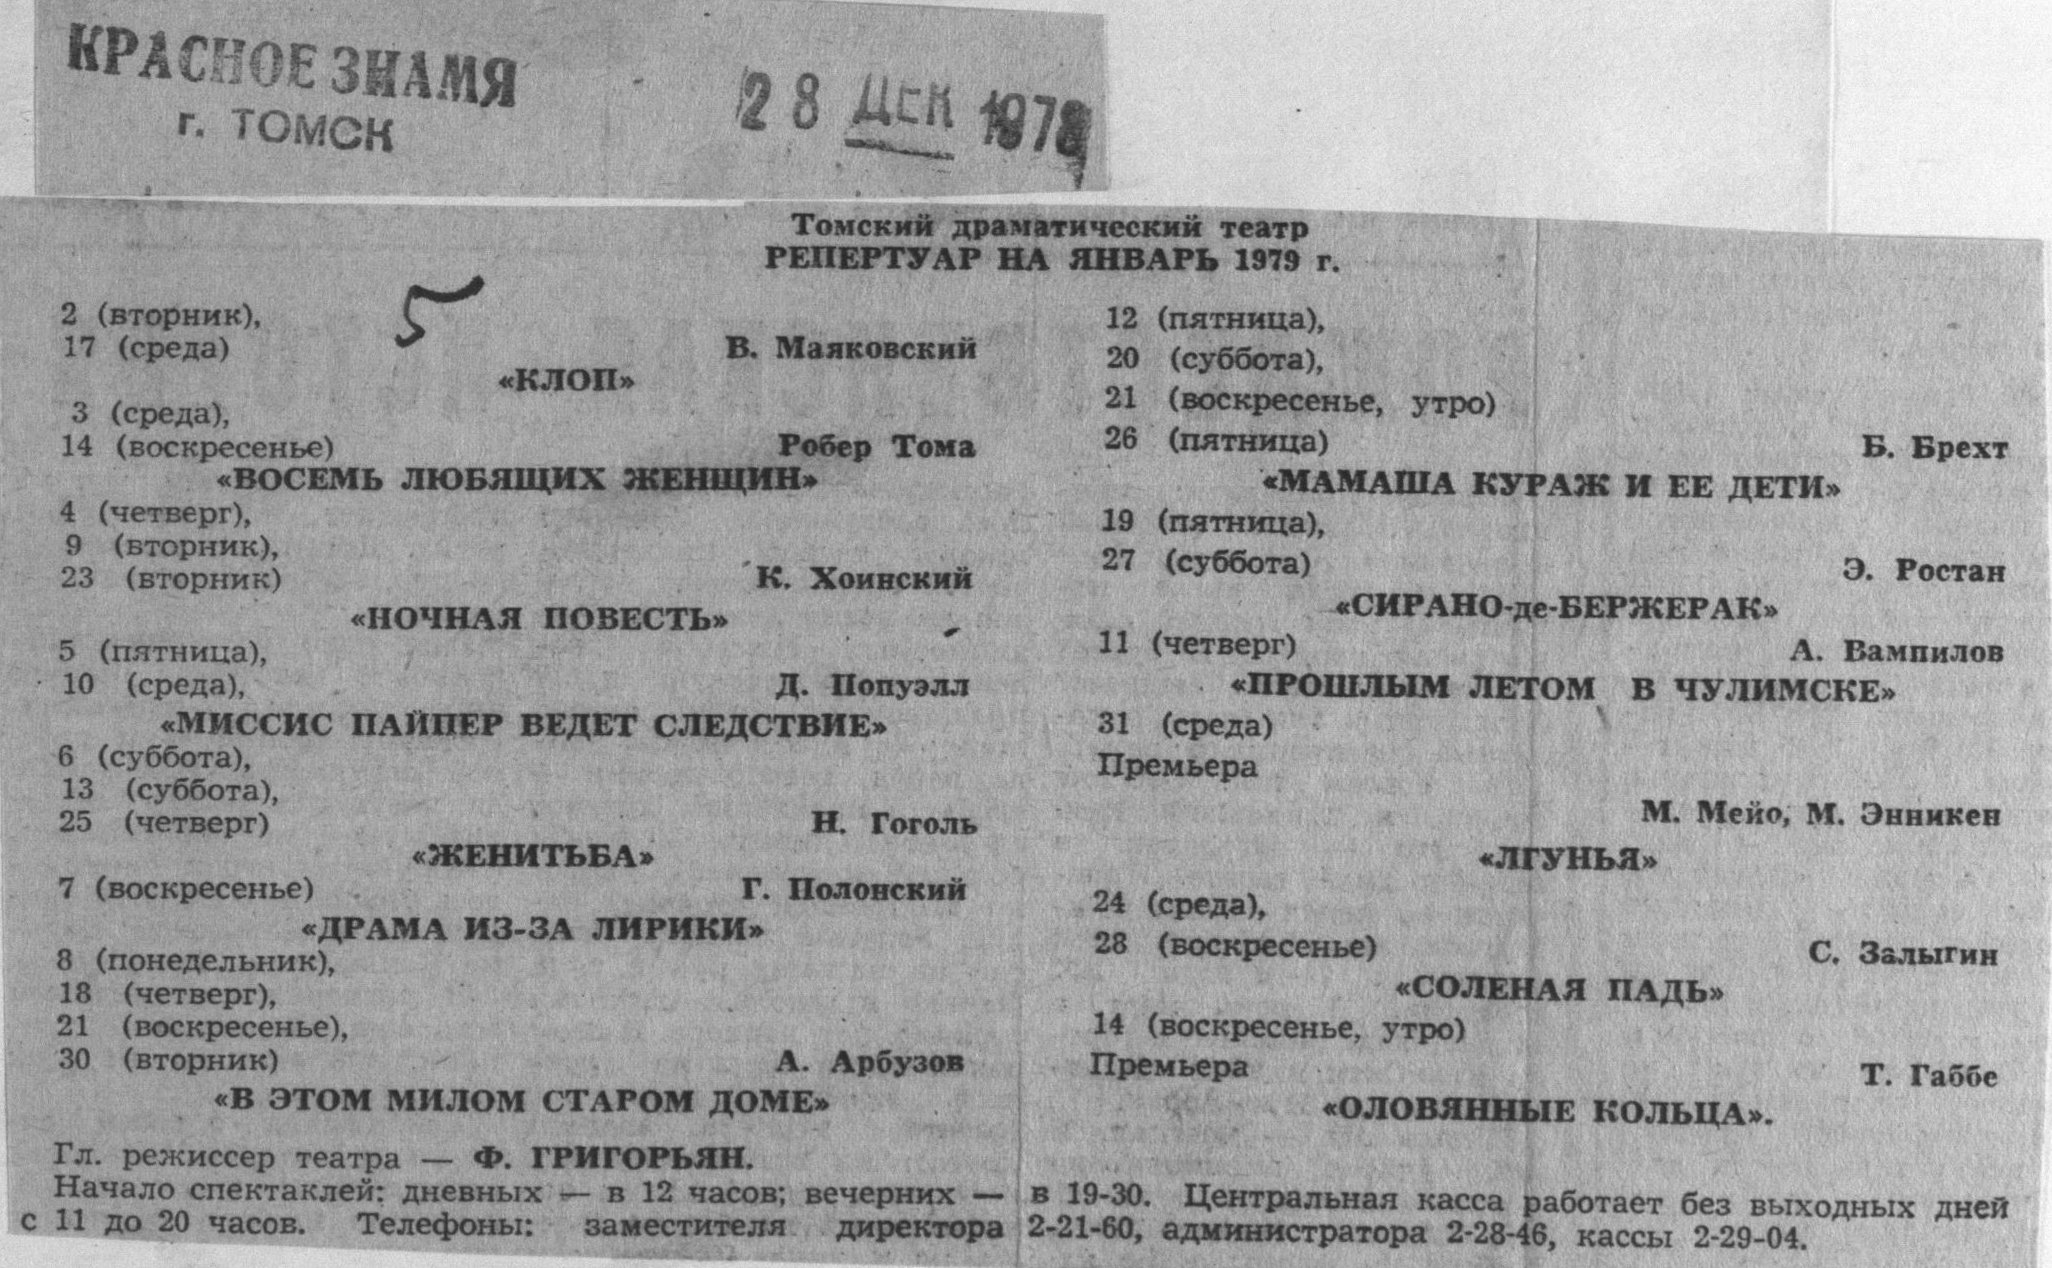 КРАСНОЕ ЗНАМЯ
г. ТОМСК
28 ДЕК 1978
Томский драматический театр
РЕПЕРТУАР НА ЯНВАРЬ 1979 г.
5
2 (вторник),
17 (среда) В. Маяковский
«КЛОП»
3 (среда),
14 (воскресенье) Робер Тома
«ВОСЕМЬ ЛЮБЯЩИХ ЖЕНЩИН»
4 (четверг),
9 (вторник),
23 (вторник) К. Хоинский
«НОЧНАЯ ПОВЕСТЬ»
5 (пятница),
10 (среда), Д. Попуэлл
«МИССИС ПАЙПЕР ВЕДЕТ СЛЕДСТВИЕ»
6 (суббота),
13 (суббота),
25 (четверг) Н. Гоголь
«ЖЕНИТЬБА»
7 (воскресенье) Г. Полонский
«ДРАМА ИЗ-ЗА ЛИРИКИ»
8 (понедельник),
18 (четверг),
21 (воскресенье),
30 (вторник) А. Арбузов
«В ЭТОМ МИЛОМ СТАРОМ ДОМЕ»
12 (пятница),
20 (суббота),
21 (воскресенье, утро)
26 (пятница) Б. Брехт
«МАМАША КУРАЖ И ЕЕ ДЕТИ»
19 (пятница),
27 (суббота) Э. Ростан
«СИРАНО-де-БЕРЖЕРАК»
11 (четверг) А. Вампилов
«ПРОШЛЫМ ЛЕТОМ В ЧУЛИМСКЕ»
31 (среда)
Премьера
М. Мейо, М. Энникен
«ЛГУНЬЯ»
24 (среда),
28 (воскресенье) С. Залыгин
«СОЛЕНАЯ ПАДЬ»
14 (воскресенье, утро)
Премьера Т. Габбе
«ОЛОВЯННЫЕ КОЛЬЦА».
Гл. режиссер театра — Ф. ГРИГОРЬЯН.
Начало спектаклей: дневных — в 12 часов; вечерних — в 19-30. Центральная касса работает без выходных дней
с 11 до 20 часов. Телефоны: заместителя директора 2-21-60, администратора 2-28-46, кассы 2-29-04.